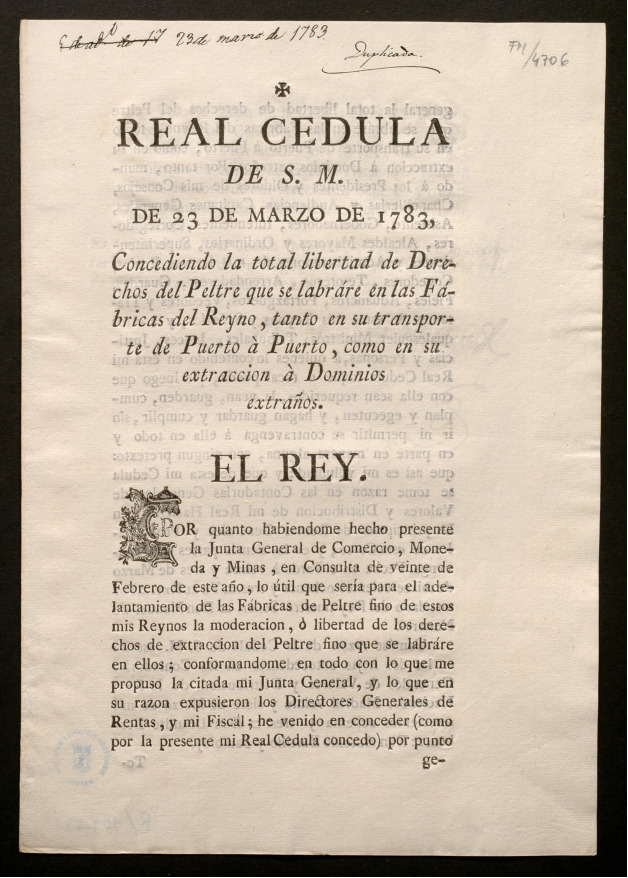 23 de marzo de 1783.
Duplicada.
FM/4706
✠
REAL CEDULA
DE S. M.
DE 23 DE MARZO DE 1783,
Concediendo la total libertad de Dere-
chos del Peltre que se labráre en las Fá-
bricas del Reyno, tanto en su transpor-
te de Puerto à Puerto, como en su
extraccion à Dominios
extraños.
EL REY.
POR quanto habiendome hecho presente
la Junta General de Comercio, Mone-
da y Minas, en Consulta de veinte de
Febrero de este año, lo útil que sería para el ade-
lantamiento de las Fábricas de Peltre fino de estos
mis Reynos la moderacion, ó libertad de los dere-
chos de extraccion del Peltre fino que se labráre
en ellos; conformandome en todo con lo que me
propuso la citada mi Junta General, y lo que en
su razon expusieron los Directores Generales de
Rentas, y mi Fiscal; he venido en conceder (como
por la presente mi Real Cedula concedo) por punto
ge-